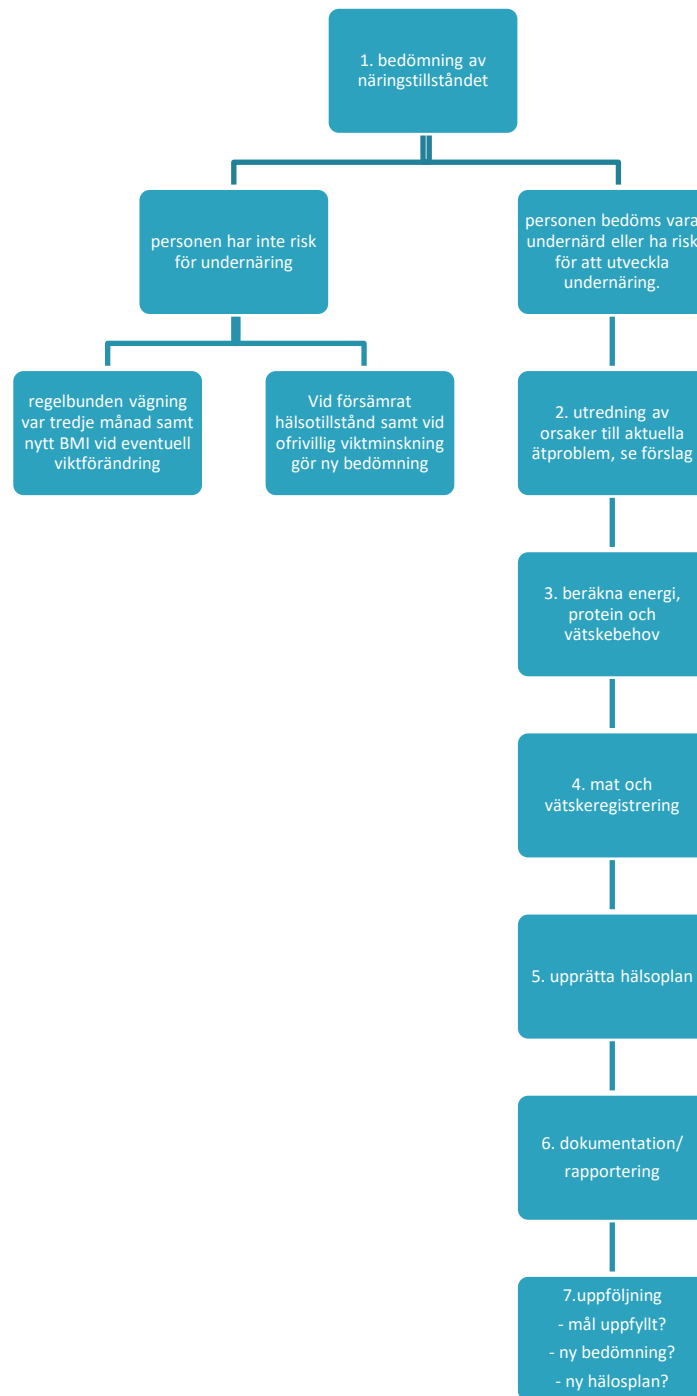 1. bedömning av
näringstillståndet
personen har inte risk
för undernäring
personen bedöms vara
undernärd eller ha risk
för att utveckla
undernäring.
regelbunden vägning
var tredje månad samt
nytt BMI vid eventuell
viktförändring
Vid försämrat
hälsotillstånd samt vid
ofrivillig viktminskning
gör ny bedömning
2. utredning av
orsaker till aktuella
ätproblem, se förslag
3. beräkna energi,
protein och
vätskebehov
4. mat och
vätskeregistrering
5. upprätta hälsoplan
6. dokumentation/
rapportering
7.uppföljning
- mål uppfyllt?
- ny bedömning?
- ny hälosplan?